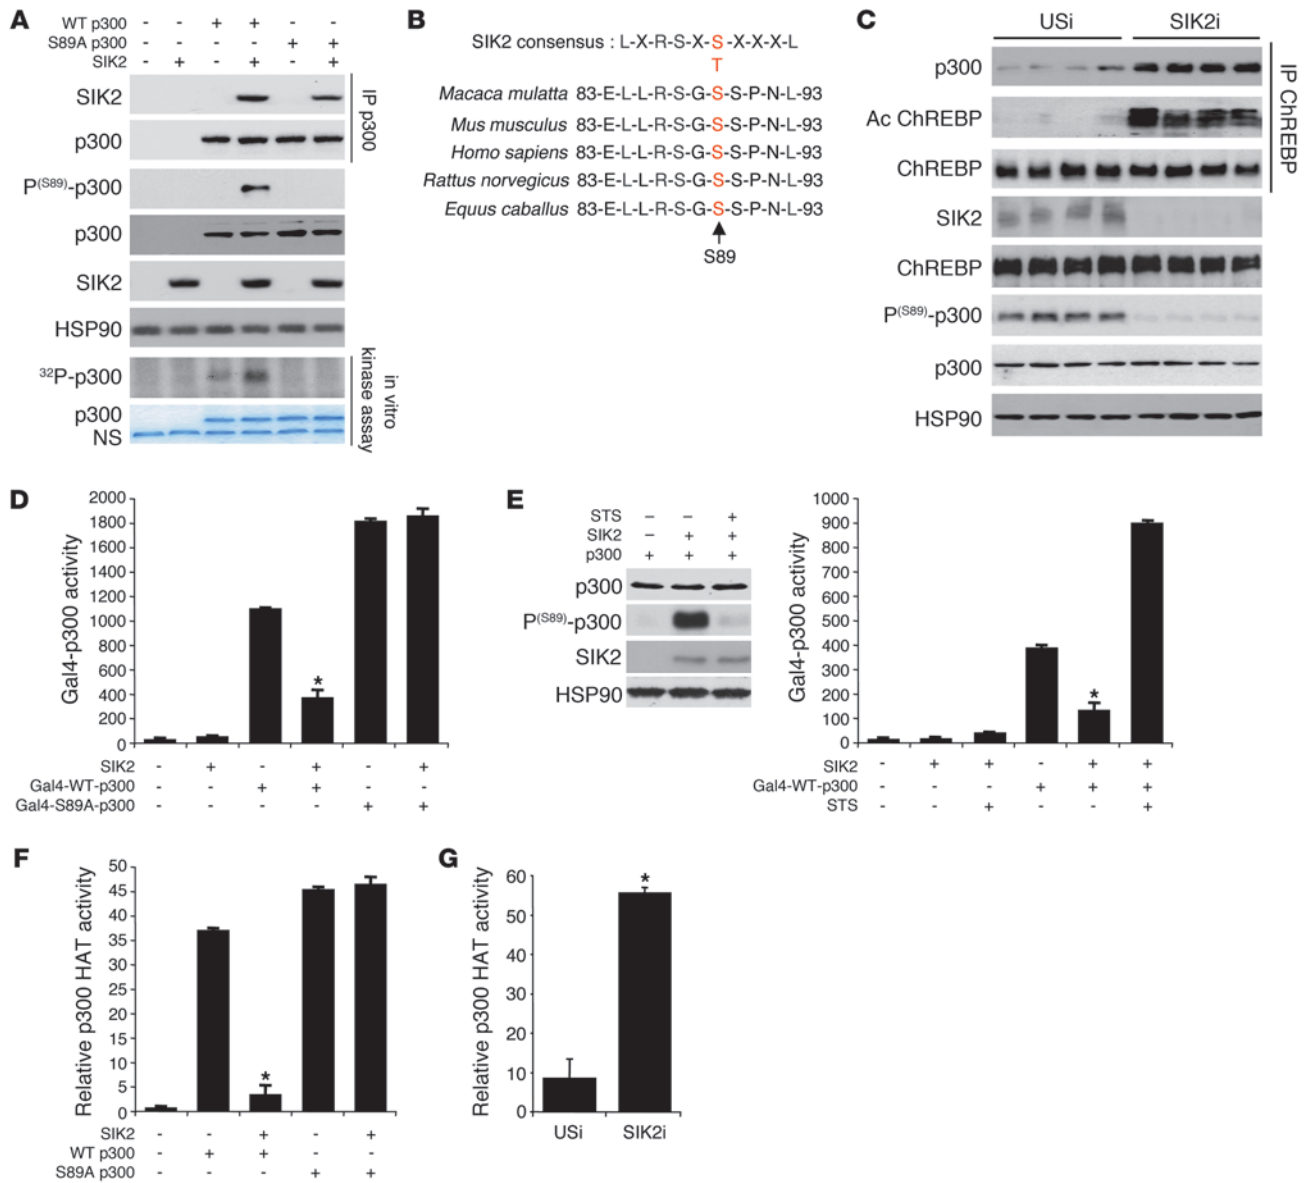 A
WT p300 - - + + - -
S89A p300 - - - - + +
SIK2 - + - + - +
SIK2
p300
IP p300
P(S89)-p300
p300
SIK2
HSP90
32P-p300
p300
NS
in vitro
kinase assay
B
SIK2 consensus : L-X-R-S-X-S-X-X-X-L
T
Macaca mulatta 83-E-L-L-R-S-G-S-S-P-N-L-93
Mus musculus 83-E-L-L-R-S-G-S-S-P-N-L-93
Homo sapiens 83-E-L-L-R-S-G-S-S-P-N-L-93
Rattus norvegicus 83-E-L-L-R-S-G-S-S-P-N-L-93
Equus caballus 83-E-L-L-R-S-G-S-S-P-N-L-93
S89
C
USi SIK2i
p300
Ac ChREBP
ChREBP
IP ChREBP
SIK2
ChREBP
P(S89)-p300
p300
HSP90
D
Gal4-p300 activity
2000
1800
1600
1400
1200
1000
800
600
400
200
0
*
SIK2 - + - + - +
Gal4-WT-p300 - - + + - -
Gal4-S89A-p300 - - - - + +
E
STS – – +
SIK2 – + +
p300 + + +
p300
P(S89)-p300
SIK2
HSP90
Gal4-p300 activity
1000
900
800
700
600
500
400
300
200
100
0
*
SIK2 - + + - + +
Gal4-WT-p300 - - - + + +
STS - - + - - +
F
Relative p300 HAT activity
50
45
40
35
30
25
20
15
10
5
0
*
SIK2 - - + - +
WT p300 - + + - -
S89A p300 - - - + +
G
Relative p300 HAT activity
60
50
40
30
20
10
0
*
USi SIK2i